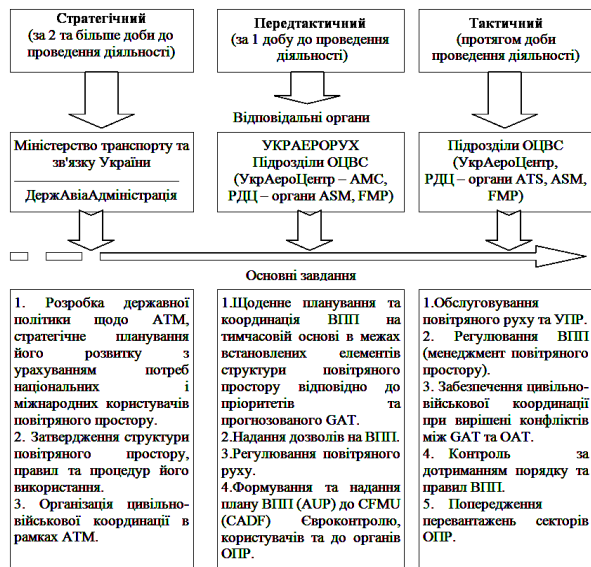 Стратегічний
(за 2 та більше доби до
проведення діяльності)
Передтактичний
(за 1 добу до проведення
діяльності)
Тактичний
(протягом доби
проведення діяльності)
Відповідальні органи
Міністерство транспорту та
зв'язку України
ДержАвіаАдміністрація
УКРАЕРОРУХ
Підрозділи ОЦВС
(УкрАероЦентр – АМС,
РДЦ – органи ASM, FMP)
Підрозділи ОЦВС
(УкрАероЦентр,
РДЦ – органи ATS, ASM,
FMP)
Основні завдання
1. Розробка державної
політики щодо АТМ,
стратегічне планування
його розвитку з
урахуванням потреб
національних і
міжнародних користувачів
повітряного простору.
2. Затвердження структури
повітряного простору,
правил та процедур його
використання.
3. Організація цивільно-
військової координації в
рамках АТМ.
1.Щоденне планування та
координація ВПП на
тимчасовій основі в межах
встановлених елементів
структури повітряного
простору відповідно до
пріоритетів та
прогнозованого GAT.
2.Надання дозволів на ВПП.
3.Регулювання повітряного
руху.
4.Формування та надання
плану ВПП (AUP) до CFMU
(CADF) Євроконтролю,
користувачів та до органів
ОПР.
1.Обслуговування
повітряного руху та УПР.
2. Регулювання ВПП
(менеджмент повітряного
простору).
3. Забезпечення цивільно-
військової координації
при вирішені конфліктів
між GAT та ОАТ.
4. Контроль за
дотриманням порядку та
правил ВПП.
5. Попередження
перевантажень секторів
ОПР.